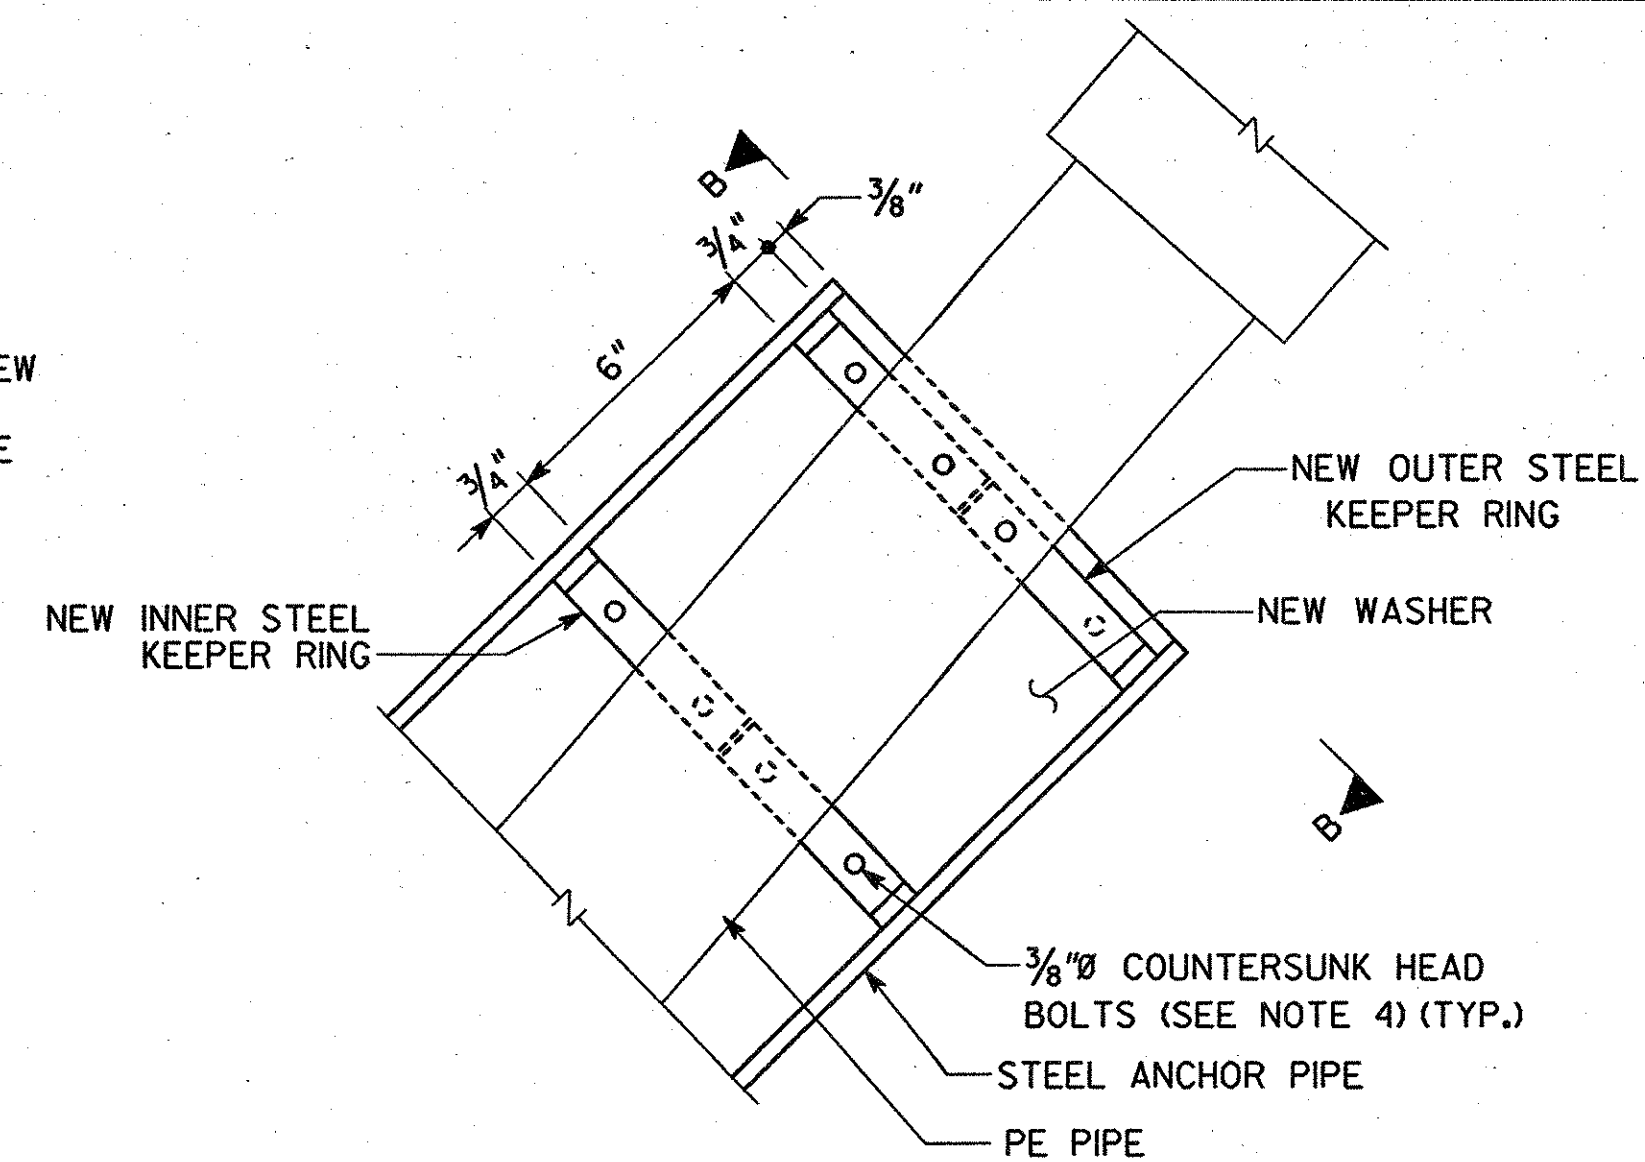 B
3/8"
3/4"
6"
EW
E
3/4"
NEW OUTER STEEL
KEEPER RING
NEW WASHER
NEW INNER STEEL
KEEPER RING
B
3/8"Ø COUNTERSUNK HEAD
BOLTS (SEE NOTE 4) (TYP.)
STEEL ANCHOR PIPE
PE PIPE